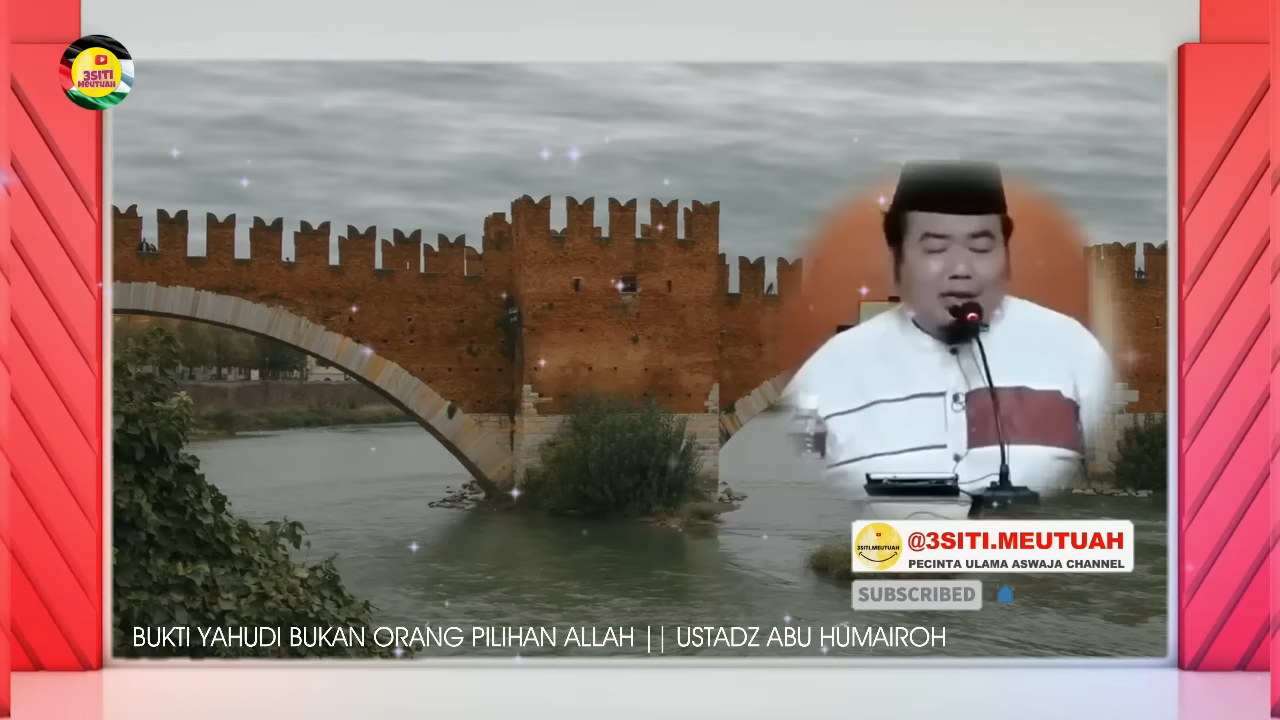 3SITI
MEUTUAH
3SITI.MEUTUAH
@3SITI.MEUTUAH
PECINTA ULAMA ASWAJA CHANNEL
SUBSCRIBED
BUKTI YAHUDI BUKAN ORANG PILIHAN ALLAH || USTADZ ABU HUMAIROH